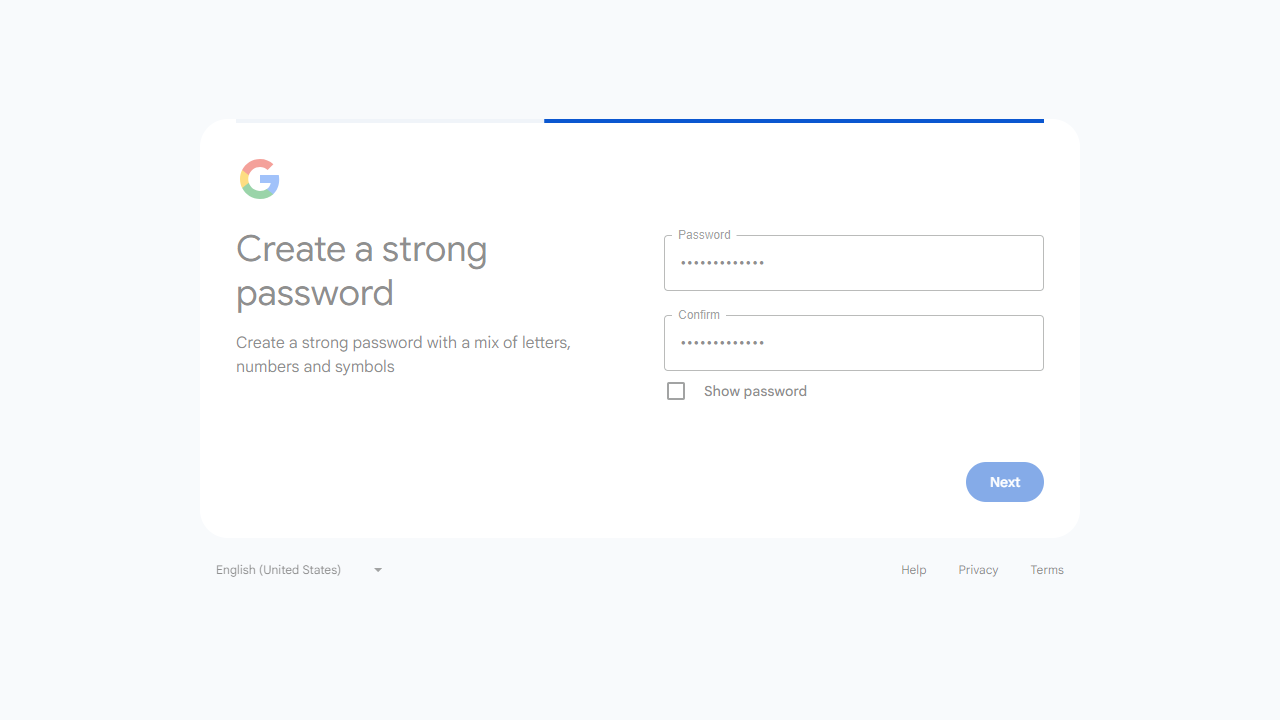 Create a strong
password
Create a strong password with a mix of letters,
numbers and symbols
Password
•••••••••••••
Confirm
•••••••••••••
Show password
Next
English (United States)
Help
Privacy
Terms